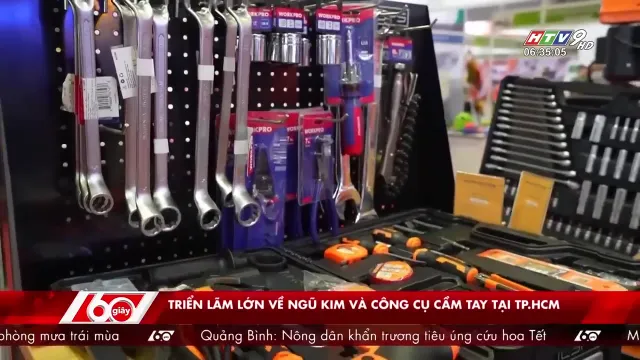 HTV9 HD
06:35:05
WORKPRO
WORKPRO
WORKPRO
60 giây
TRIỂN LÃM LỚN VỀ NGŨ KIM VÀ CÔNG CỤ CẦM TAY TẠI TP.HCM
phòng mưa trái mùa 60 Quảng Bình: Nông dân khẩn trương tiêu úng cứu hoa Tết 60 M